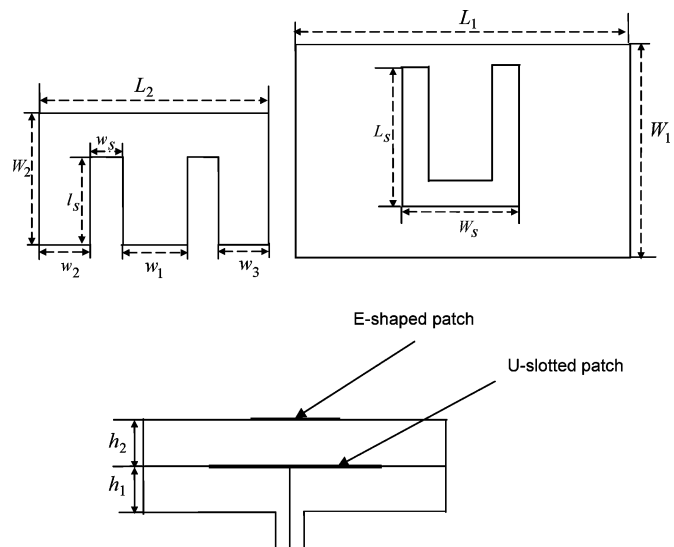 L₁
L₂
wₛ
W₂
lₛ
w₂
w₁
w₃
Lₛ
W₁
Wₛ
E-shaped patch
U-slotted patch
h₂
h₁